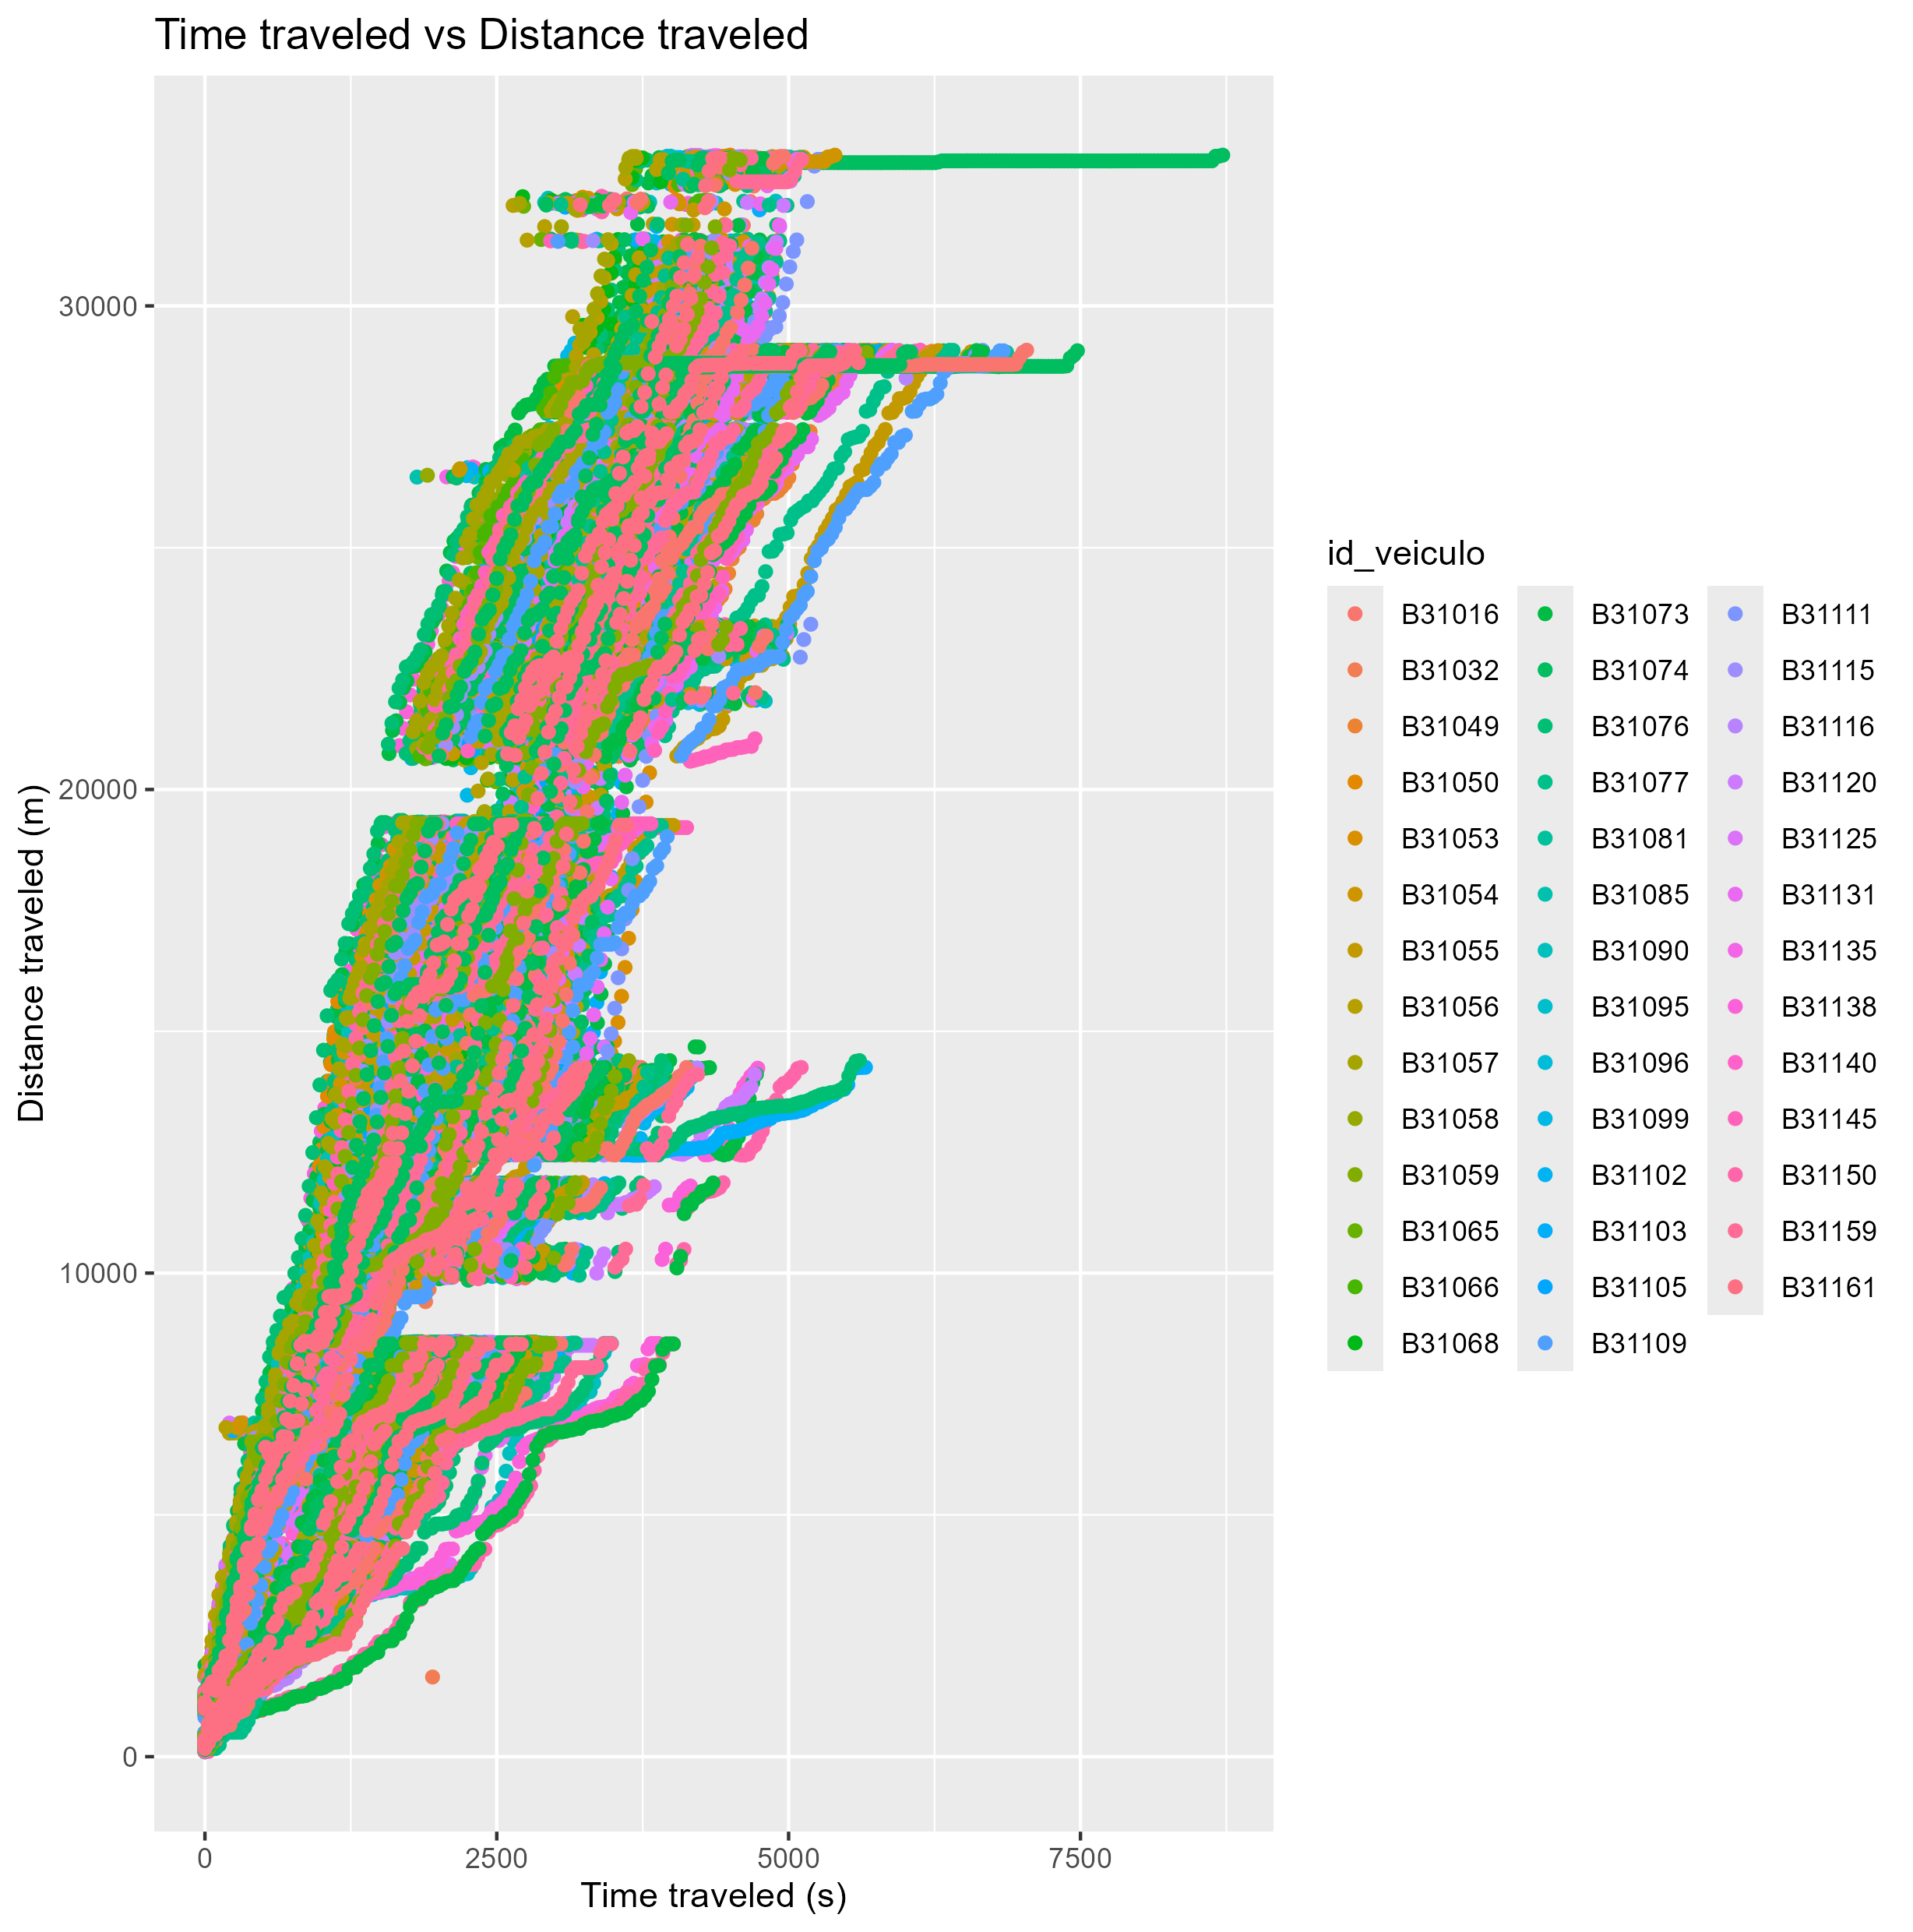 Time traveled vs Distance traveled
30000
20000
10000
0
Distance traveled (m)
0 2500 5000 7500
Time traveled (s)
id_veiculo
B31016 B31073 B31111
B31032 B31074 B31115
B31049 B31076 B31116
B31050 B31077 B31120
B31053 B31081 B31125
B31054 B31085 B31131
B31055 B31090 B31135
B31056 B31095 B31138
B31057 B31096 B31140
B31058 B31099 B31145
B31059 B31102 B31150
B31065 B31103 B31159
B31066 B31105 B31161
B31068 B31109